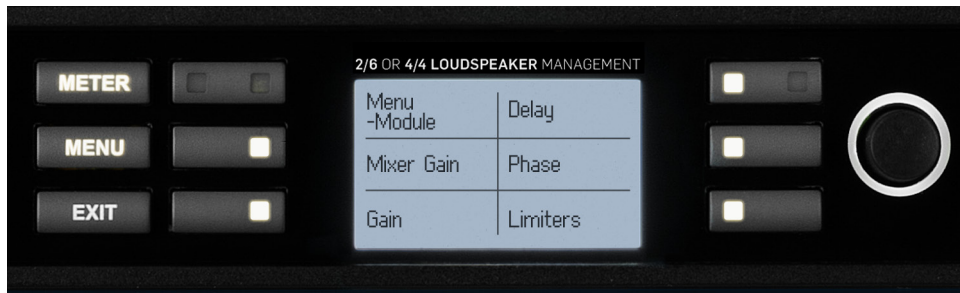 2/6 OR 4/4 LOUDSPEAKER MANAGEMENT
METER
MENU
EXIT
Menu
-Module
Delay
Mixer Gain
Phase
Gain
Limiters